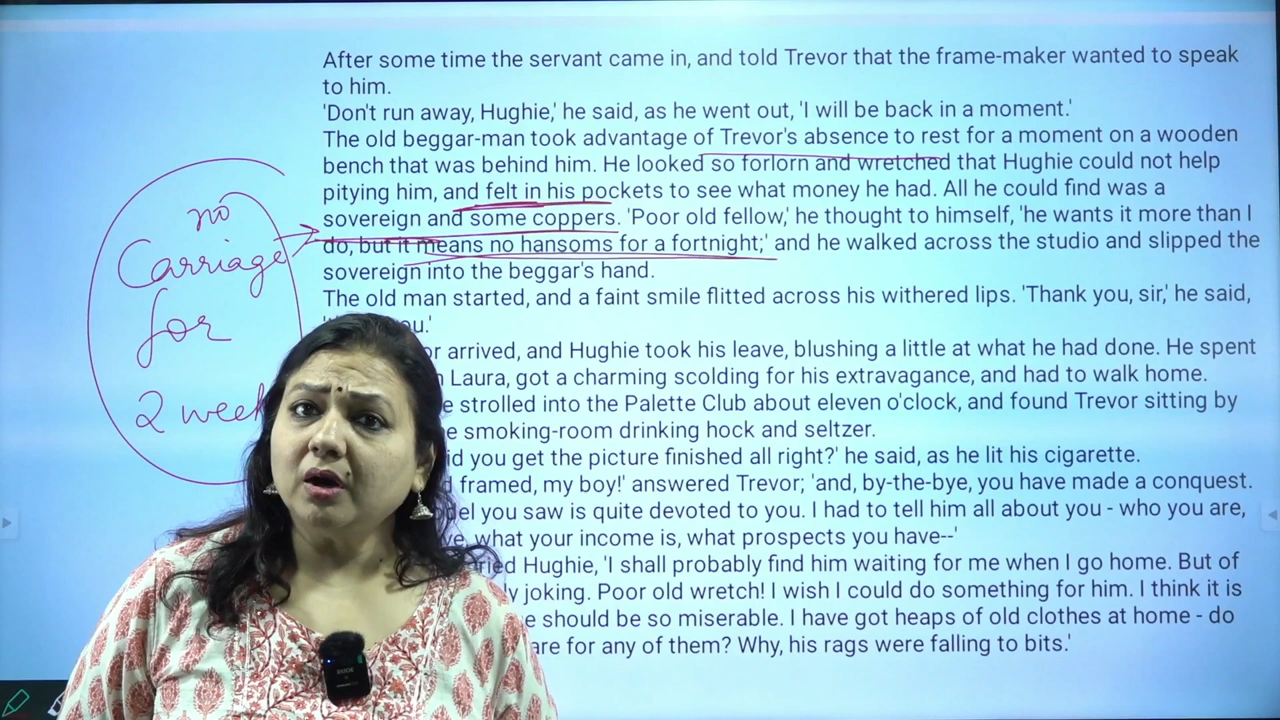 After some time the servant came in, and told Trevor that the frame-maker wanted to speak
to him.
'Don't run away, Hughie,' he said, as he went out, 'I will be back in a moment.'
The old beggar-man took advantage of Trevor's absence to rest for a moment on a wooden
bench that was behind him. He looked so forlorn and wretched that Hughie could not help
pitying him, and felt in his pockets to see what money he had. All he could find was a
sovereign and some coppers. 'Poor old fellow,' he thought to himself, 'he wants it more than I
do, but it means no hansoms for a fortnight;' and he walked across the studio and slipped the
sovereign into the beggar's hand.
The old man started, and a faint smile flitted across his withered lips. 'Thank you, sir,' he said,
ou.'
or arrived, and Hughie took his leave, blushing a little at what he had done. He spent
Laura, got a charming scolding for his extravagance, and had to walk home.
e strolled into the Palette Club about eleven o'clock, and found Trevor sitting by
e smoking-room drinking hock and seltzer.
id you get the picture finished all right?' he said, as he lit his cigarette.
framed, my boy!' answered Trevor; 'and, by-the-bye, you have made a conquest.
del you saw is quite devoted to you. I had to tell him all about you - who you are,
ve, what your income is, what prospects you have--'
ried Hughie, 'I shall probably find him waiting for me when I go home. But of
y joking. Poor old wretch! I wish I could do something for him. I think it is
e should be so miserable. I have got heaps of old clothes at home - do
are for any of them? Why, his rags were falling to bits.'
no
Carriage
for
2 week
RODE